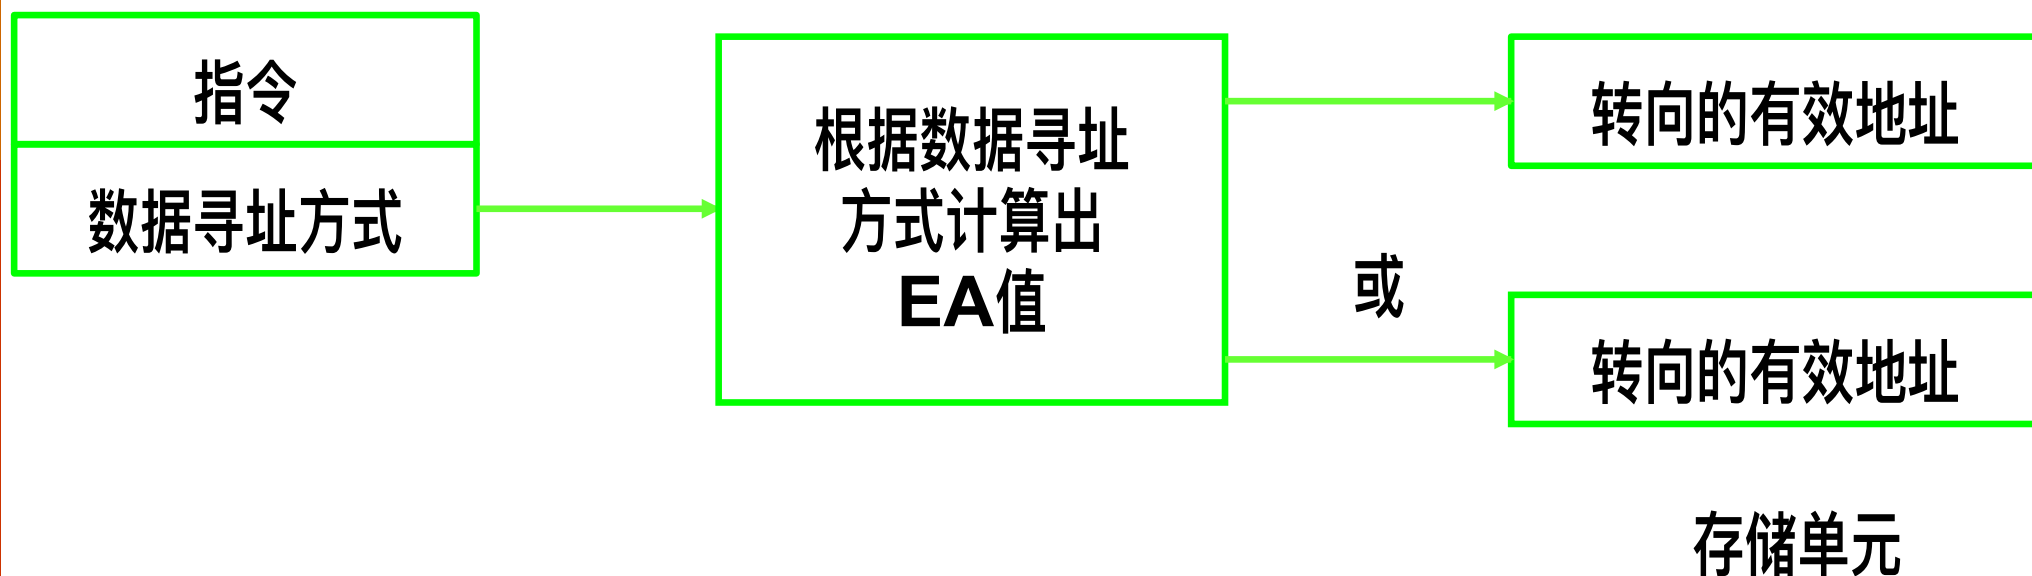 指令
数据寻址方式
根据数据寻址
方式计算出
EA值
转向的有效地址
或
转向的有效地址
存储单元